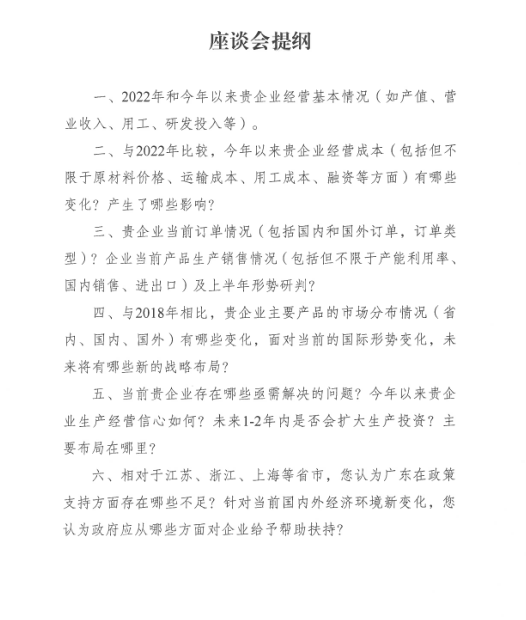 座谈会提纲
一、2022年和今年以来贵企业经营基本情况（如产值、营
业收入、用工、研发投入等）。
二、与2022年比较，今年以来贵企业经营成本（包括但不
限于原材料价格、运输成本、用工成本、融资等方面）有哪些
变化？产生了哪些影响？
三、贵企业当前订单情况（包括国内和国外订单，订单类
型）？企业当前产品生产销售情况（包括但不限于产能利用率、
国内销售、进出口）及上半年形势研判？
四、与2018年相比，贵企业主要产品的市场分布情况（省
内、国内、国外）有哪些变化，面对当前的国际形势变化，未
来将有哪些新的战略布局？
五、当前贵企业存在哪些亟需解决的问题？今年以来贵企
业生产经营信心如何？未来1-2年内是否会扩大生产投资？主
要布局在哪里？
六、相对于江苏、浙江、上海等省市，您认为广东在政策
支持方面存在哪些不足？针对当前国内外经济环境新变化，您
认为政府应从哪些方面对企业给予帮助扶持？